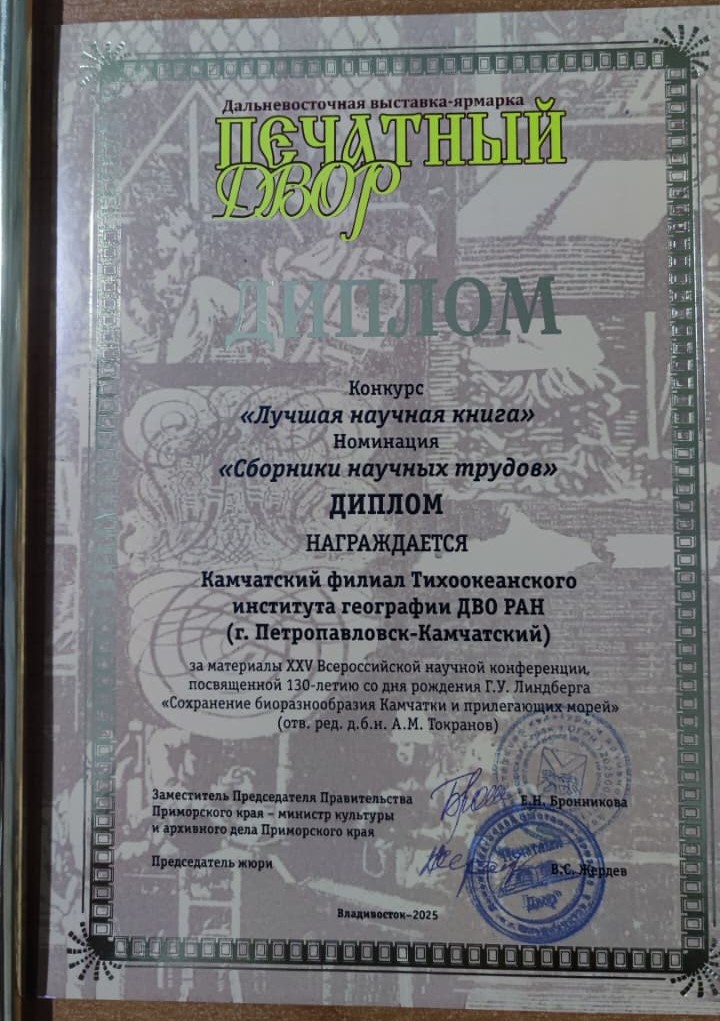 Дальневосточная выставка-ярмарка
ПЕЧАТНЫЙ
ДВОР
ДИПЛОМ
Конкурс
«Лучшая научная книга»
Номинация
«Сборники научных трудов»
ДИПЛОМ
НАГРАЖДАЕТСЯ
Камчатский филиал Тихоокеанского
института географии ДВО РАН
(г. Петропавловск-Камчатский)
за материалы XXV Всероссийской научной конференции,
посвященной 130-летию со дня рождения Г.У. Линдберга
«Сохранение биоразнообразия Камчатки и прилегающих морей»
(отв. ред. д.б.н. А.М. Токранов)
Заместитель Председателя Правительства
Приморского края – министр культуры
и архивного дела Приморского края
Е.Н. Бронникова
Председатель жюри
В.С. Жердев
Печатный
Двор"
Владивосток–2025